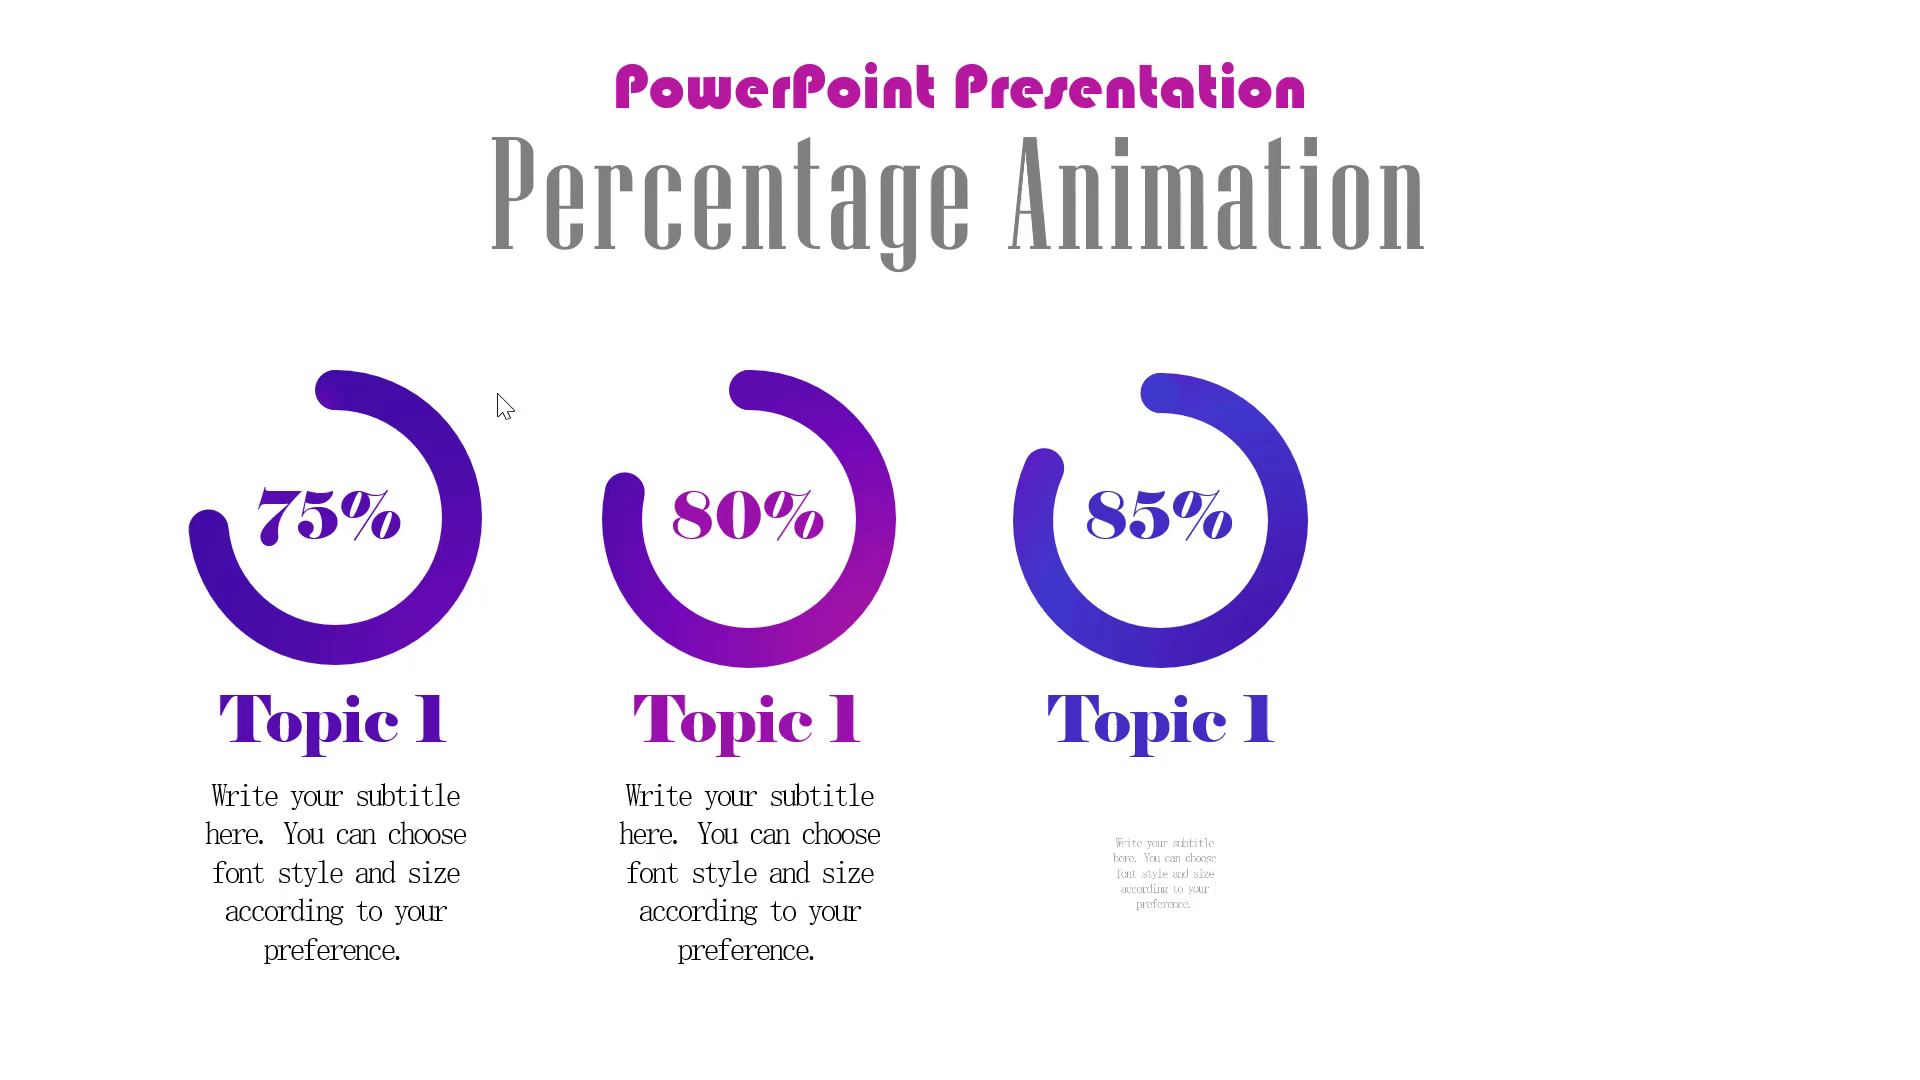 PowerPoint Presentation
Percentage Animation
75%
80%
85%
Topic 1
Topic 1
Topic 1
Write your subtitle
here. You can choose
font style and size
according to your
preference.
Write your subtitle
here. You can choose
font style and size
according to your
preference.
Write your subtitle
here. You can choose
font style and size
according to your
preference.